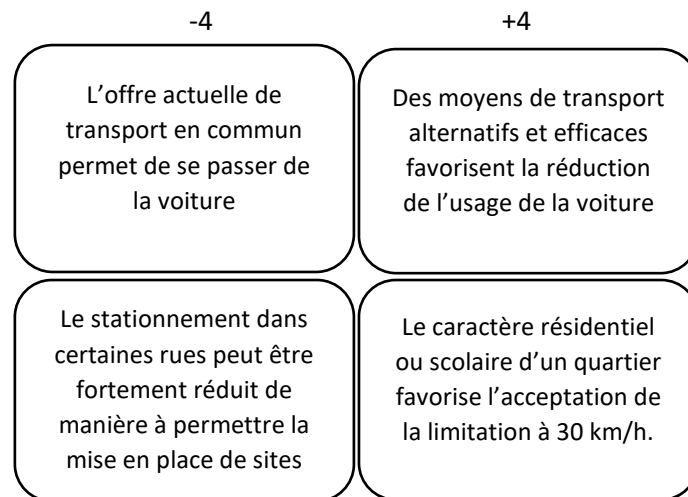 -4
+4
L’offre actuelle de
transport en commun
permet de se passer de
la voiture
Des moyens de transport
alternatifs et efficaces
favorisent la réduction
de l’usage de la voiture
Le stationnement dans
certaines rues peut être
fortement réduit de
manière à permettre la
mise en place de sites
Le caractère résidentiel
ou scolaire d’un quartier
favorise l’acceptation de
la limitation à 30 km/h.